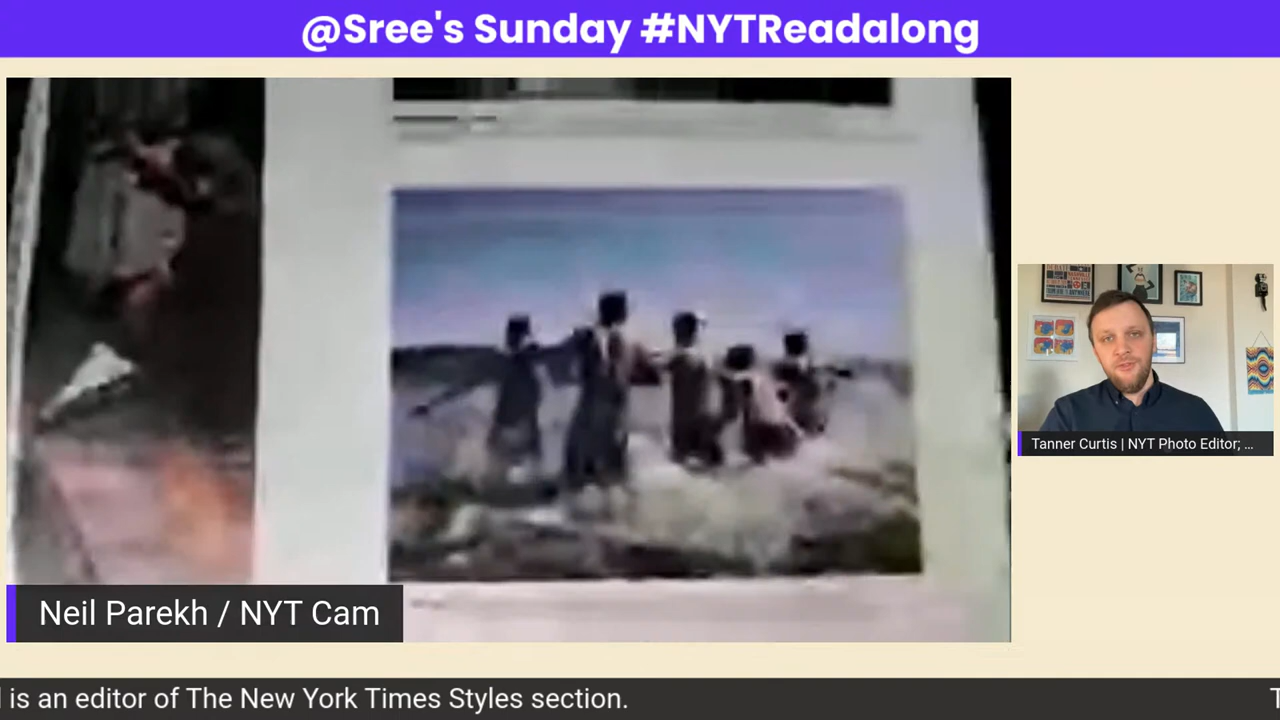 @Sree's Sunday #NYTReadalong
Tanner Curtis | NYT Photo Editor; ...
Neil Parekh / NYT Cam
is an editor of The New York Times Styles section.